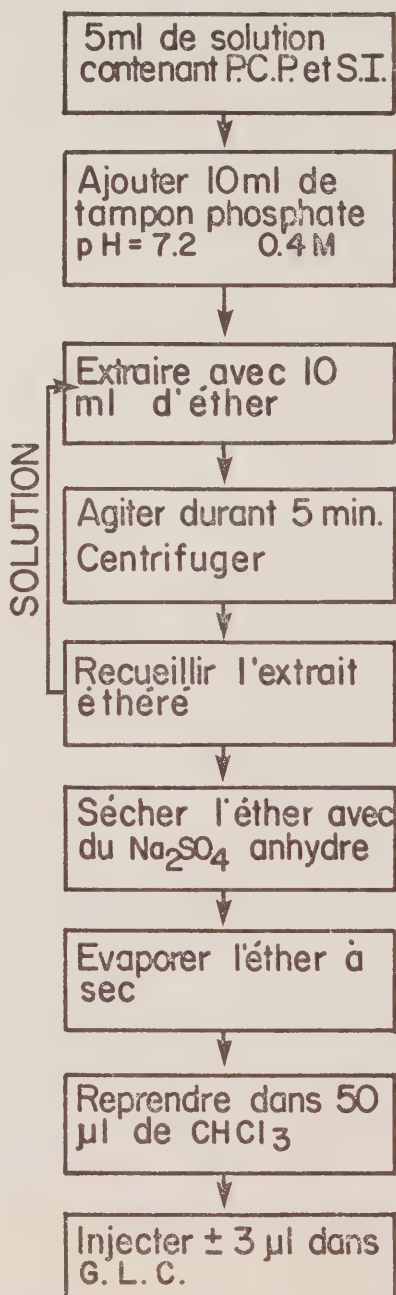 5ml de solution
contenant P.C.P. et S.I.
Ajouter 10ml de
tampon phosphate
pH = 7.2 0.4 M
Extraire avec 10
ml d'éther
Agiter durant 5 min.
Centrifuger
Recueillir l'extrait
éthéré
SOLUTION
Sécher l'éther avec
du Na₂SO₄ anhydre
Evaporer l'éther à
sec
Reprendre dans 50
µl de CHCl₃
Injecter ± 3 µl dans
G. L. C.